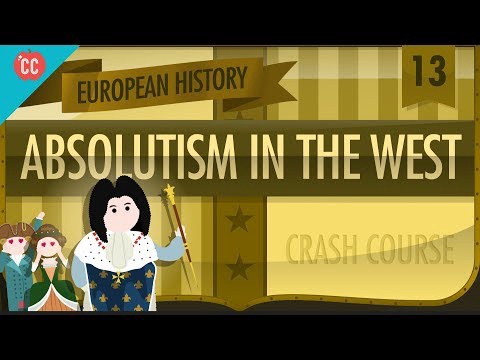 CC
EUROPEAN HISTORY
13
ABSOLUTISM IN THE WEST
CRASH COURSE